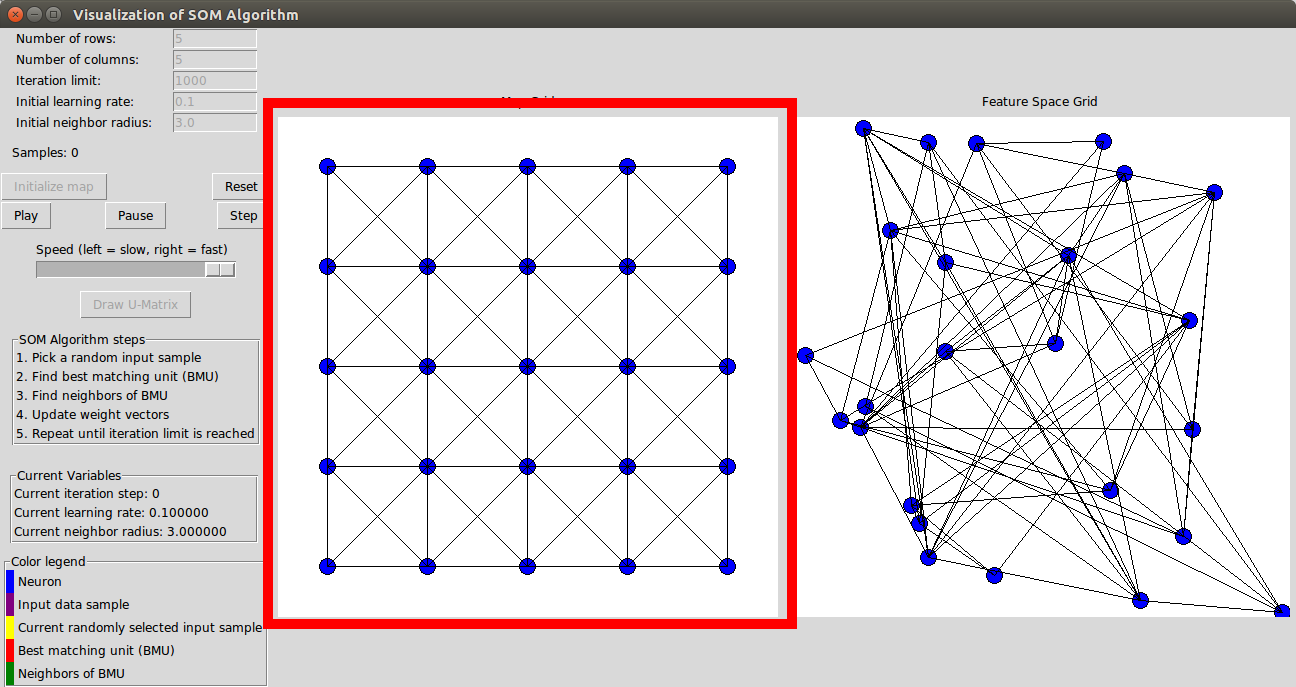 Visualization of SOM Algorithm
Number of rows: 5
Number of columns: 5
Iteration limit: 1000
Initial learning rate: 0.1
Initial neighbor radius: 3.0
Samples: 0
Initialize map Reset
Play Pause Step
Speed (left = slow, right = fast)
Draw U-Matrix
SOM Algorithm steps
1. Pick a random input sample
2. Find best matching unit (BMU)
3. Find neighbors of BMU
4. Update weight vectors
5. Repeat until iteration limit is reached
Current Variables
Current iteration step: 0
Current learning rate: 0.100000
Current neighbor radius: 3.000000
Color legend
Neuron
Input data sample
Current randomly selected input sample
Best matching unit (BMU)
Neighbors of BMU
Feature Space Grid